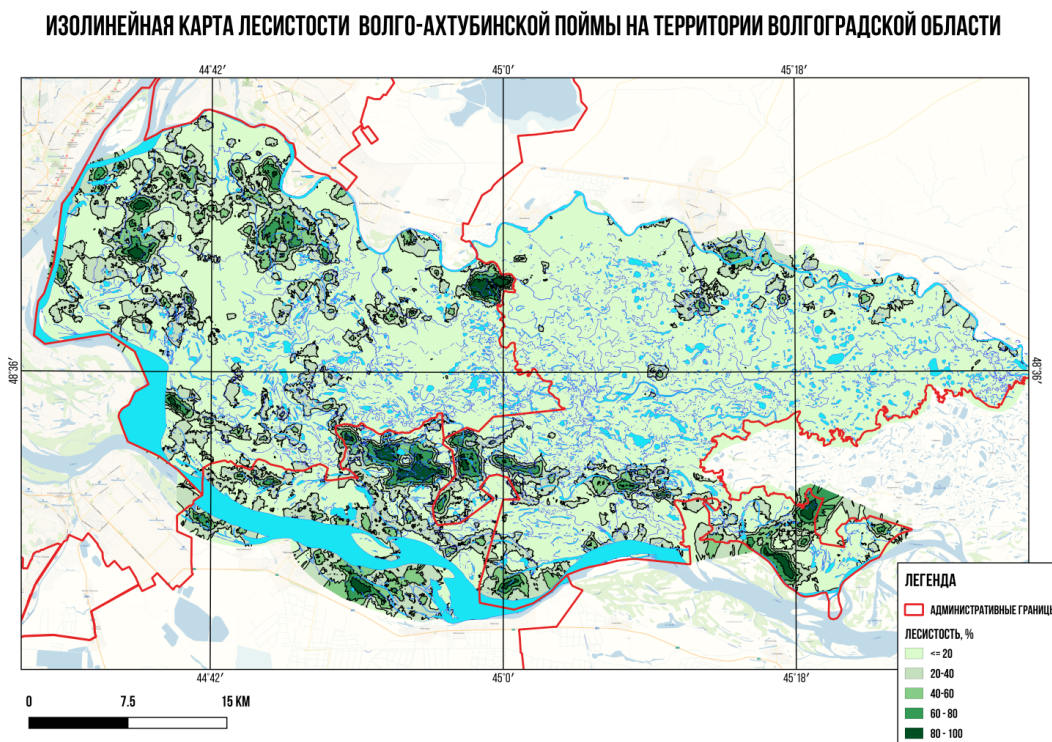 ИЗОЛИНЕЙНАЯ КАРТА ЛЕСИСТОСТИ ВОЛГО-АХТУБИНСКОЙ ПОЙМЫ НА ТЕРРИТОРИИ ВОЛГОГРАДСКОЙ ОБЛАСТИ
44°42′ 45°0′ 45°18′
48°36′ 48°36′
44°42′ 45°0′ 45°18′
0 7.5 15 КМ
ЛЕГЕНДА
АДМИНИСТРАТИВНЫЕ ГРАНИЦЫ
ЛЕСИСТОСТЬ, %
<= 20
20-40
40-60
60 - 80
80 - 100